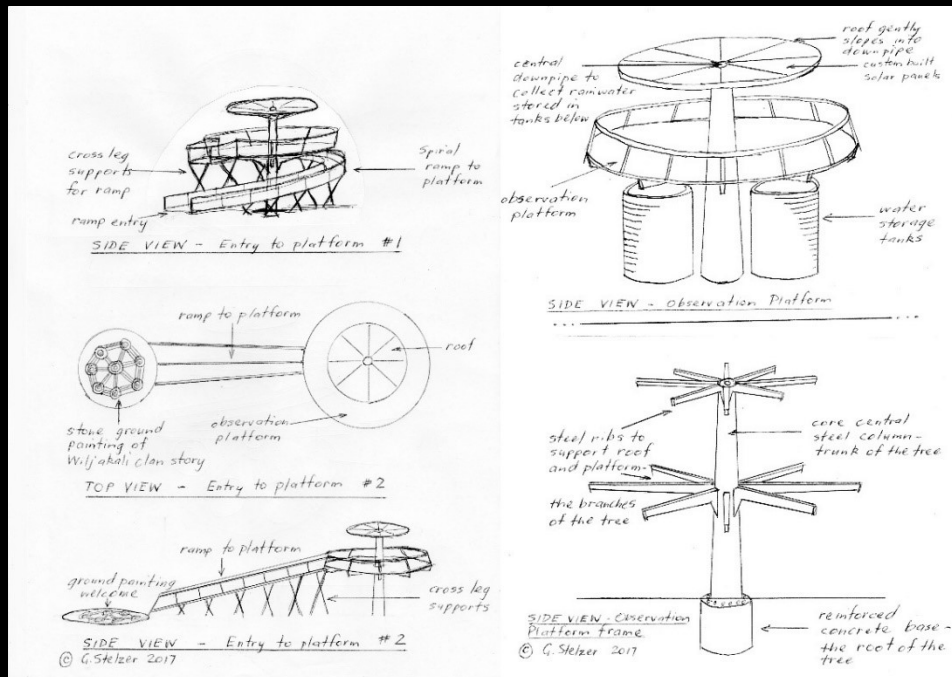 cross leg
supports
for ramp
ramp entry
Spiral
ramp to
platform
SIDE VIEW - Entry to platform #1
ramp to platform
roof
stone ground
painting of
Wiljakali clan story
observation
platform
TOP VIEW - Entry to platform #2
ramp to platform
ground painting
welcome
cross leg
supports
SIDE VIEW - Entry to platform #2
© G.Stelzer 2017
central
downpipe to
collect rainwater
stored in
tanks below
roof gently
slopes into
downpipe
custom built
solar panels
observation
platform
water
storage
tanks
SIDE VIEW - Observation Platform
steel ribs to
support roof
and platform-
the branches
of the tree
core central
steel column-
trunk of the tree
SIDE VIEW-Observation
Platform frame
© G.Stelzer 2017
reinforced
concrete base-
the root of the
tree